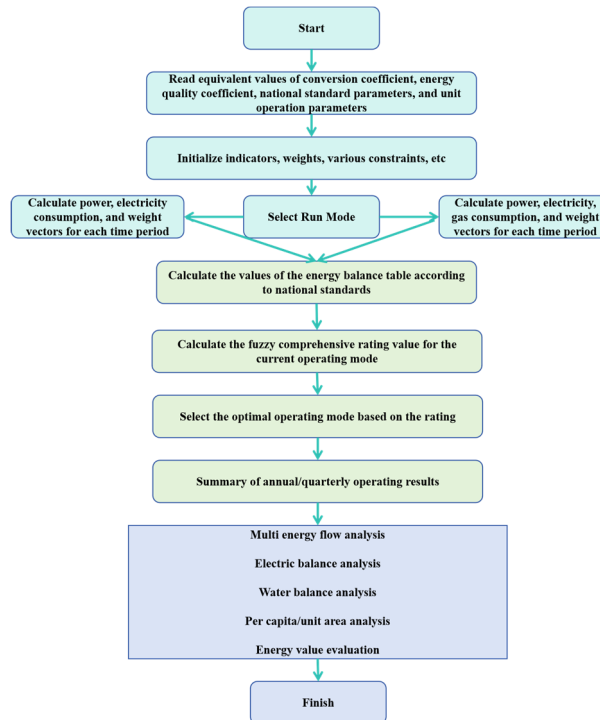 Start
Read equivalent values of conversion coefficient, energy
quality coefficient, national standard parameters, and unit
operation parameters
Initialize indicators, weights, various constraints, etc
Calculate power, electricity
consumption, and weight
vectors for each time period
Select Run Mode
Calculate power, electricity,
gas consumption, and weight
vectors for each time period
Calculate the values of the energy balance table according
to national standards
Calculate the fuzzy comprehensive rating value for the
current operating mode
Select the optimal operating mode based on the rating
Summary of annual/quarterly operating results
Multi energy flow analysis
Electric balance analysis
Water balance analysis
Per capita/unit area analysis
Energy value evaluation
Finish